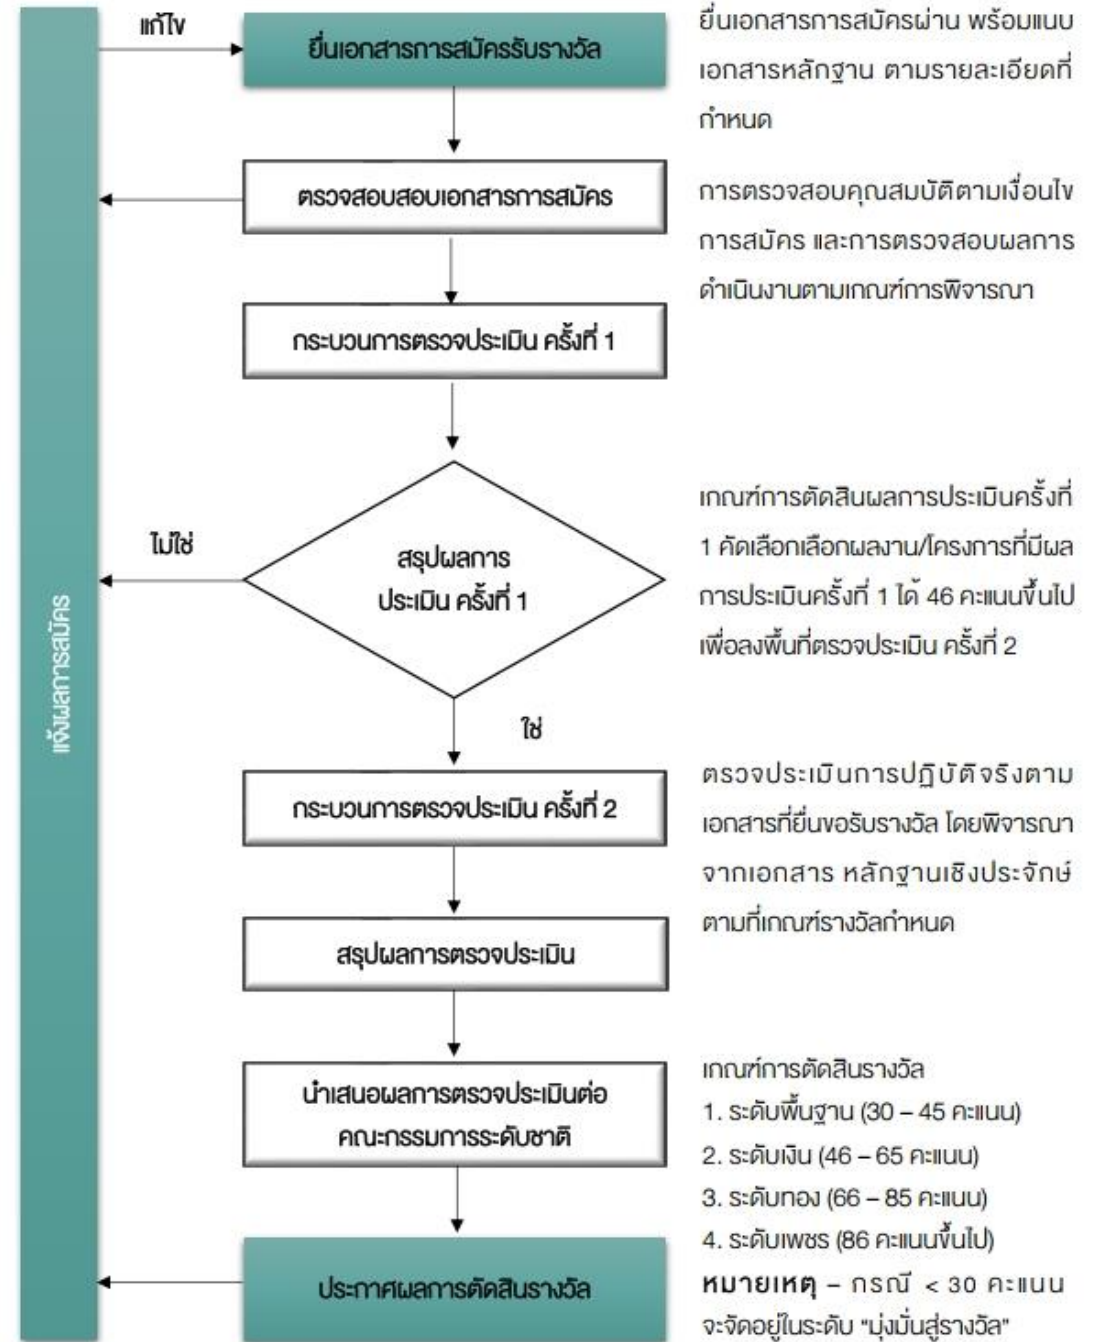 แก้ไข
ยื่นเอกสารการสมัครรับรางวัล
ยื่นเอกสารการสมัครผ่าน พร้อมแนบ
เอกสารหลักฐาน ตามรายละเอียดที่
กำหนด
ตรวจสอบสอบเอกสารการสมัคร
การตรวจสอบคุณสมบัติตามเงื่อนไข
การสมัคร และการตรวจสอบผลการ
ดำเนินงานตามเกณฑ์การพิจารณา
กระบวนการตรวจประเมิน ครั้งที่ 1
ไม่ใช่
สรุปผลการ
ประเมิน ครั้งที่ 1
เกณฑ์การตัดสินผลการประเมินครั้งที่
1 คัดเลือกเลือกผลงาน/โครงการที่มีผล
การประเมินครั้งที่ 1 ได้ 46 คะแนนขึ้นไป
เพื่อลงพื้นที่ตรวจประเมิน ครั้งที่ 2
แจ้งผลการสมัคร
ใช่
กระบวนการตรวจประเมิน ครั้งที่ 2
ตรวจประเมินการปฏิบัติจริงตาม
เอกสารที่ยื่นขอรับรางวัล โดยพิจารณา
จากเอกสาร หลักฐานเชิงประจักษ์
ตามที่เกณฑ์รางวัลกำหนด
สรุปผลการตรวจประเมิน
นำเสนอผลการตรวจประเมินต่อ
คณะกรรมการระดับชาติ
เกณฑ์การตัดสินรางวัล
1. ระดับพื้นฐาน (30 – 45 คะแนน)
2. ระดับเงิน (46 – 65 คะแนน)
3. ระดับทอง (66 – 85 คะแนน)
4. ระดับเพชร (86 คะแนนขึ้นไป)
หมายเหตุ – กรณี < 30 คะแนน
จะจัดอยู่ในระดับ "มุ่งมั่นสู่รางวัล"
ประกาศผลการตัดสินรางวัล